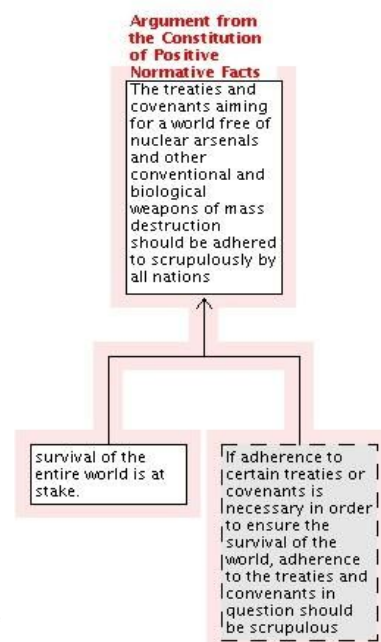 Argument from
the Constitution
of Positive
Normative Facts
The treaties and
covenants aiming
for a world free of
nuclear arsenals
and other
conventional and
biological
weapons of mass
destruction
should be adhered
to scrupulously by
all nations
survival of the
entire world is at
stake.
If adherence to
certain treaties or
covenants is
necessary in order
to ensure the
survival of the
world, adherence
to the treaties and
convenants in
question should
be scrupulous